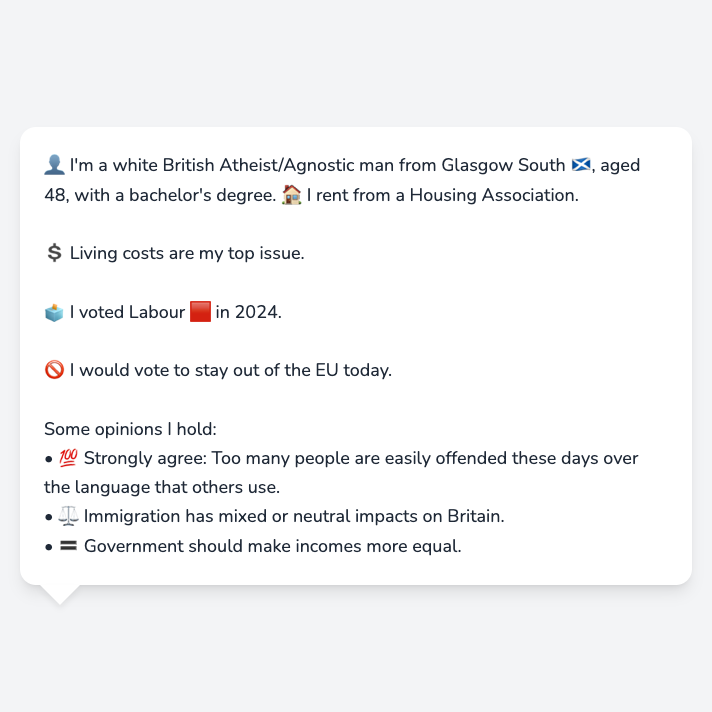 👤 I'm a white British Atheist/Agnostic man from Glasgow South 🏴󠁧󠁢󠁳󠁣󠁴󠁿, aged
48, with a bachelor's degree. 🏠 I rent from a Housing Association.
💲 Living costs are my top issue.
🗳️ I voted Labour 🟥 in 2024.
🚫 I would vote to stay out of the EU today.
Some opinions I hold:
• 💯 Strongly agree: Too many people are easily offended these days over
the language that others use.
• ⚖️ Immigration has mixed or neutral impacts on Britain.
• 🟰 Government should make incomes more equal.